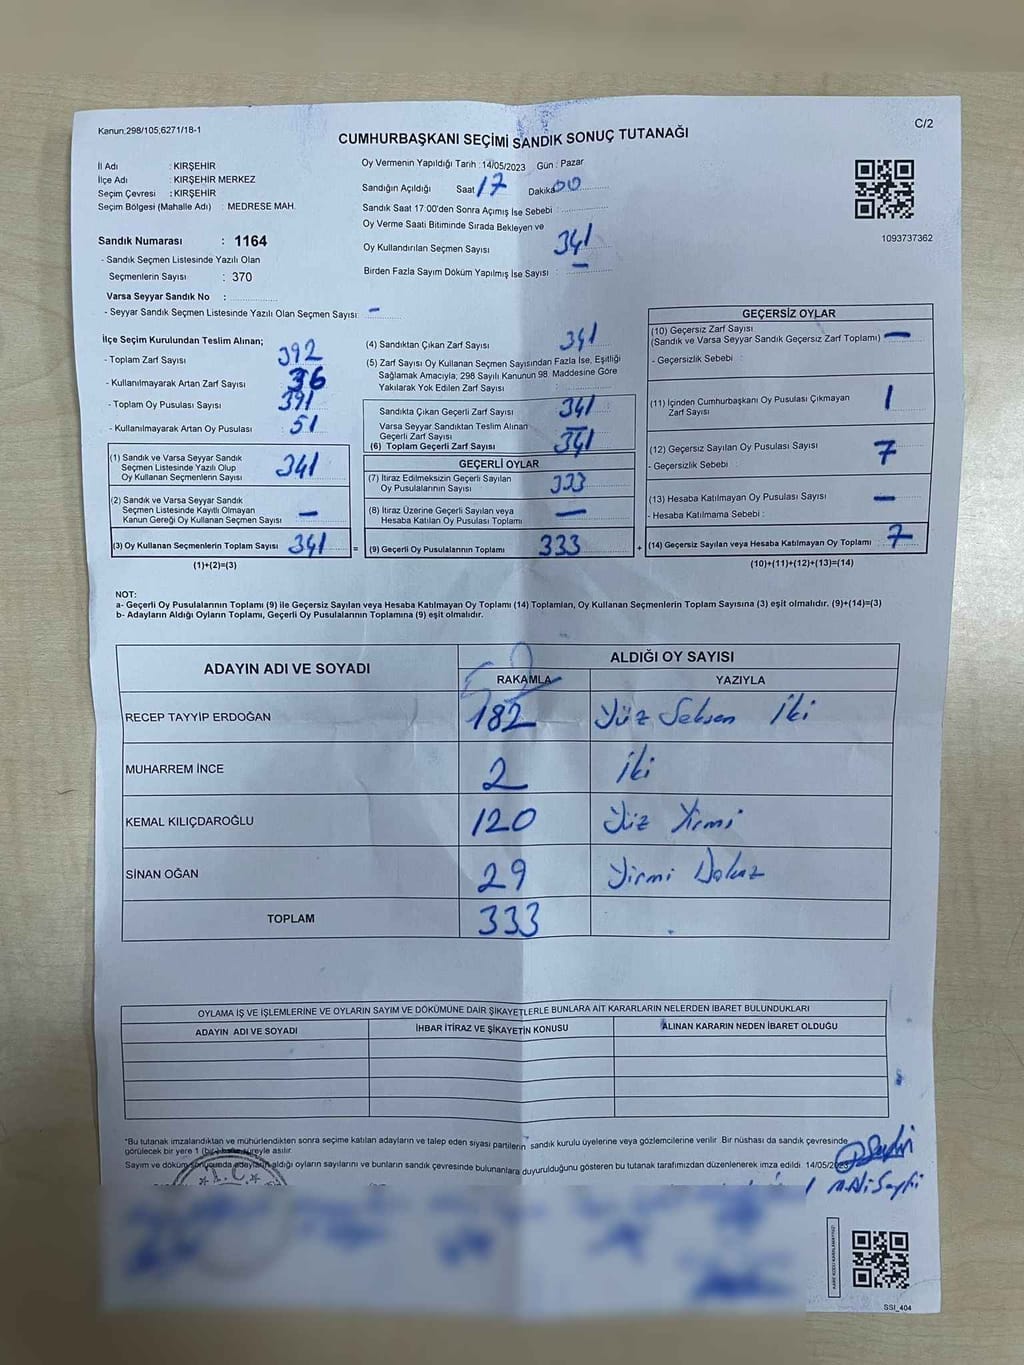 Kanun:298/105;6271/18-1
C/2
CUMHURBAŞKANI SEÇİMİ SANDIK SONUÇ TUTANAĞI
İl Adı : KIRŞEHİR
İlçe Adı : KIRŞEHİR MERKEZ
Seçim Çevresi : KIRŞEHİR
Seçim Bölgesi (Mahalle Adı) : MEDRESE MAH.
Oy Vermenin Yapıldığı Tarih : 14/05/2023 Gün : Pazar
Sandığın Açıldığı Saat 17 Dakika 00
Sandık Saat 17:00'den Sonra Açmış İse Sebebi :
Oy Verme Saati Bitiminde Sırada Bekleyen ve
Oy Kullandırılan Seçmen Sayısı 341
Birden Fazla Sayım Döküm Yapılmış İse Sayısı : -
1093737362
Sandık Numarası : 1164
- Sandık Seçmen Listesinde Yazılı Olan
Seçmenlerin Sayısı : 370
Varsa Seyyar Sandık No :
- Seyyar Sandık Seçmen Listesinde Yazılı Olan Seçmen Sayısı: -
İlçe Seçim Kurulundan Teslim Alınan;
- Toplam Zarf Sayısı 392
- Kullanılmayarak Artan Zarf Sayısı 36
- Toplam Oy Pusulası Sayısı 391
- Kullanılmayarak Artan Oy Pusulası 51
(1) Sandık ve Varsa Seyyar Sandık
Seçmen Listesinde Yazılı Olup
Oy Kullanan Seçmenlerin Sayısı 341
(2) Sandık ve Varsa Seyyar Sandık
Seçmen Listesinde Kayıtlı Olmayan
Kanun Gereği Oy Kullanan Seçmen Sayısı -
(3) Oy Kullanan Seçmenlerin Toplam Sayısı 341 =
(1)+(2)=(3)
(4) Sandıktan Çıkan Zarf Sayısı 341
(5) Zarf Sayısı Oy Kullanan Seçmen Sayısından Fazla İse, Eşitliği
Sağlamak Amacıyla; 298 Sayılı Kanunun 98. Maddesine Göre
Yakılarak Yok Edilen Zarf Sayısı :
Sandıkta Çıkan Geçerli Zarf Sayısı 341
Varsa Seyyar Sandıktan Teslim Alınan
Geçerli Zarf Sayısı -
(6) Toplam Geçerli Zarf Sayısı 341
GEÇERLİ OYLAR
(7) İtiraz Edilmeksizin Geçerli Sayılan
Oy Pusulalarının Sayısı 333
(8) İtiraz Üzerine Geçerli Sayılan veya
Hesaba Katılan Oy Pusulası Toplamı -
(9) Geçerli Oy Pusulalarının Toplamı 333 +
GEÇERSİZ OYLAR
(10) Geçersiz Zarf Sayısı
(Sandık ve Varsa Seyyar Sandık Geçersiz Zarf Toplamı) -
- Geçersizlik Sebebi :
(11) İçinden Cumhurbaşkanı Oy Pusulası Çıkmayan
Zarf Sayısı 1
(12) Geçersiz Sayılan Oy Pusulası Sayısı 7
- Geçersizlik Sebebi :
(13) Hesaba Katılmayan Oy Pusulası Sayısı -
- Hesaba Katılmama Sebebi :
(14) Geçersiz Sayılan veya Hesaba Katılmayan Oy Toplamı : 7
(10)+(11)+(12)+(13)=(14)
NOT:
a- Geçerli Oy Pusulalarının Toplamı (9) ile Geçersiz Sayılan veya Hesaba Katılmayan Oy Toplamı (14) Toplamları, Oy Kullanan Seçmenlerin Toplam Sayısına (3) eşit olmalıdır. (9)+(14)=(3)
b- Adayların Aldığı Oyların Toplamı, Geçerli Oy Pusulalarının Toplamına (9) eşit olmalıdır.
ADAYIN ADI VE SOYADI
ALDIĞI OY SAYISI
RAKAMLA YAZIYLA
RECEP TAYYİP ERDOĞAN 182 Yüz Seksen İki
MUHARREM İNCE 2 İki
KEMAL KILIÇDAROĞLU 120 Yüz Yirmi
SİNAN OĞAN 29 Yirmi Dokuz
TOPLAM 333
OYLAMA İŞ VE İŞLEMLERİNE VE OYLARIN SAYIM VE DÖKÜMÜNE DAİR ŞİKAYETLERLE BUNLARA AİT KARARLARIN NELERDEN İBARET BULUNDUKLARI
ADAYIN ADI VE SOYADI İHBAR İTİRAZ VE ŞİKAYETİN KONUSU ALINAN KARARIN NEDEN İBARET OLDUĞU
*Bu tutanak imzalandıktan ve mühürlendikten sonra seçime katılan adayların ve talep eden siyasi partilerin sandık kurulu üyelerine veya gözlemcilerine verilir. Bir nüshası da sandık çevresinde
görülecek bir yere 1 (bir) hafta süreyle asılır.
Sayım ve döküm sonucunda adayların aldığı oyların sayılarını ve bunların sandık çevresinde bulunanlara duyurulduğunu gösteren bu tutanak tarafımızdan düzenlenerek imza edildi. 14/05/2023
T.C.
SSI_404